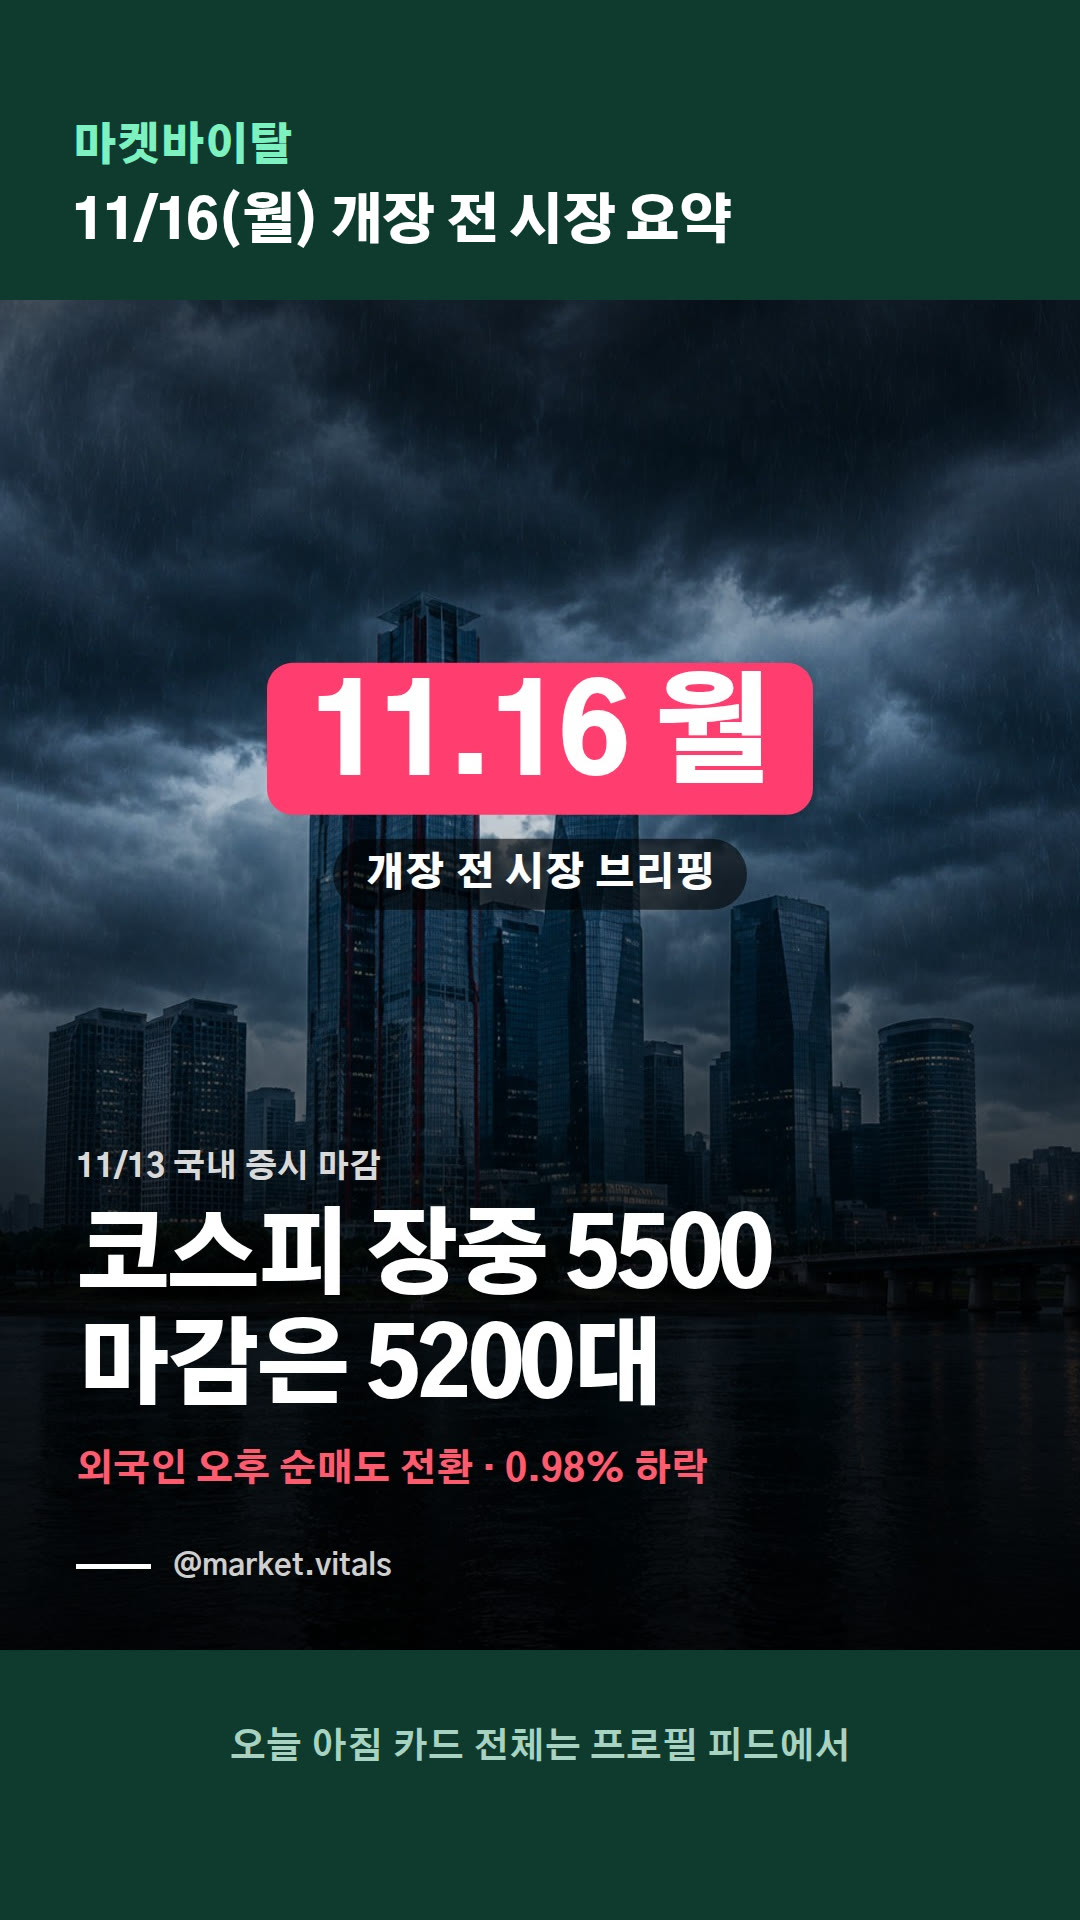 마켓바이탈
11/16(월) 개장 전 시장 요약
11.16 월
개장 전 시장 브리핑
11/13 국내 증시 마감
코스피 장중 5500
마감은 5200대
외국인 오후 순매도 전환 · 0.98% 하락
@market.vitals
오늘 아침 카드 전체는 프로필 피드에서